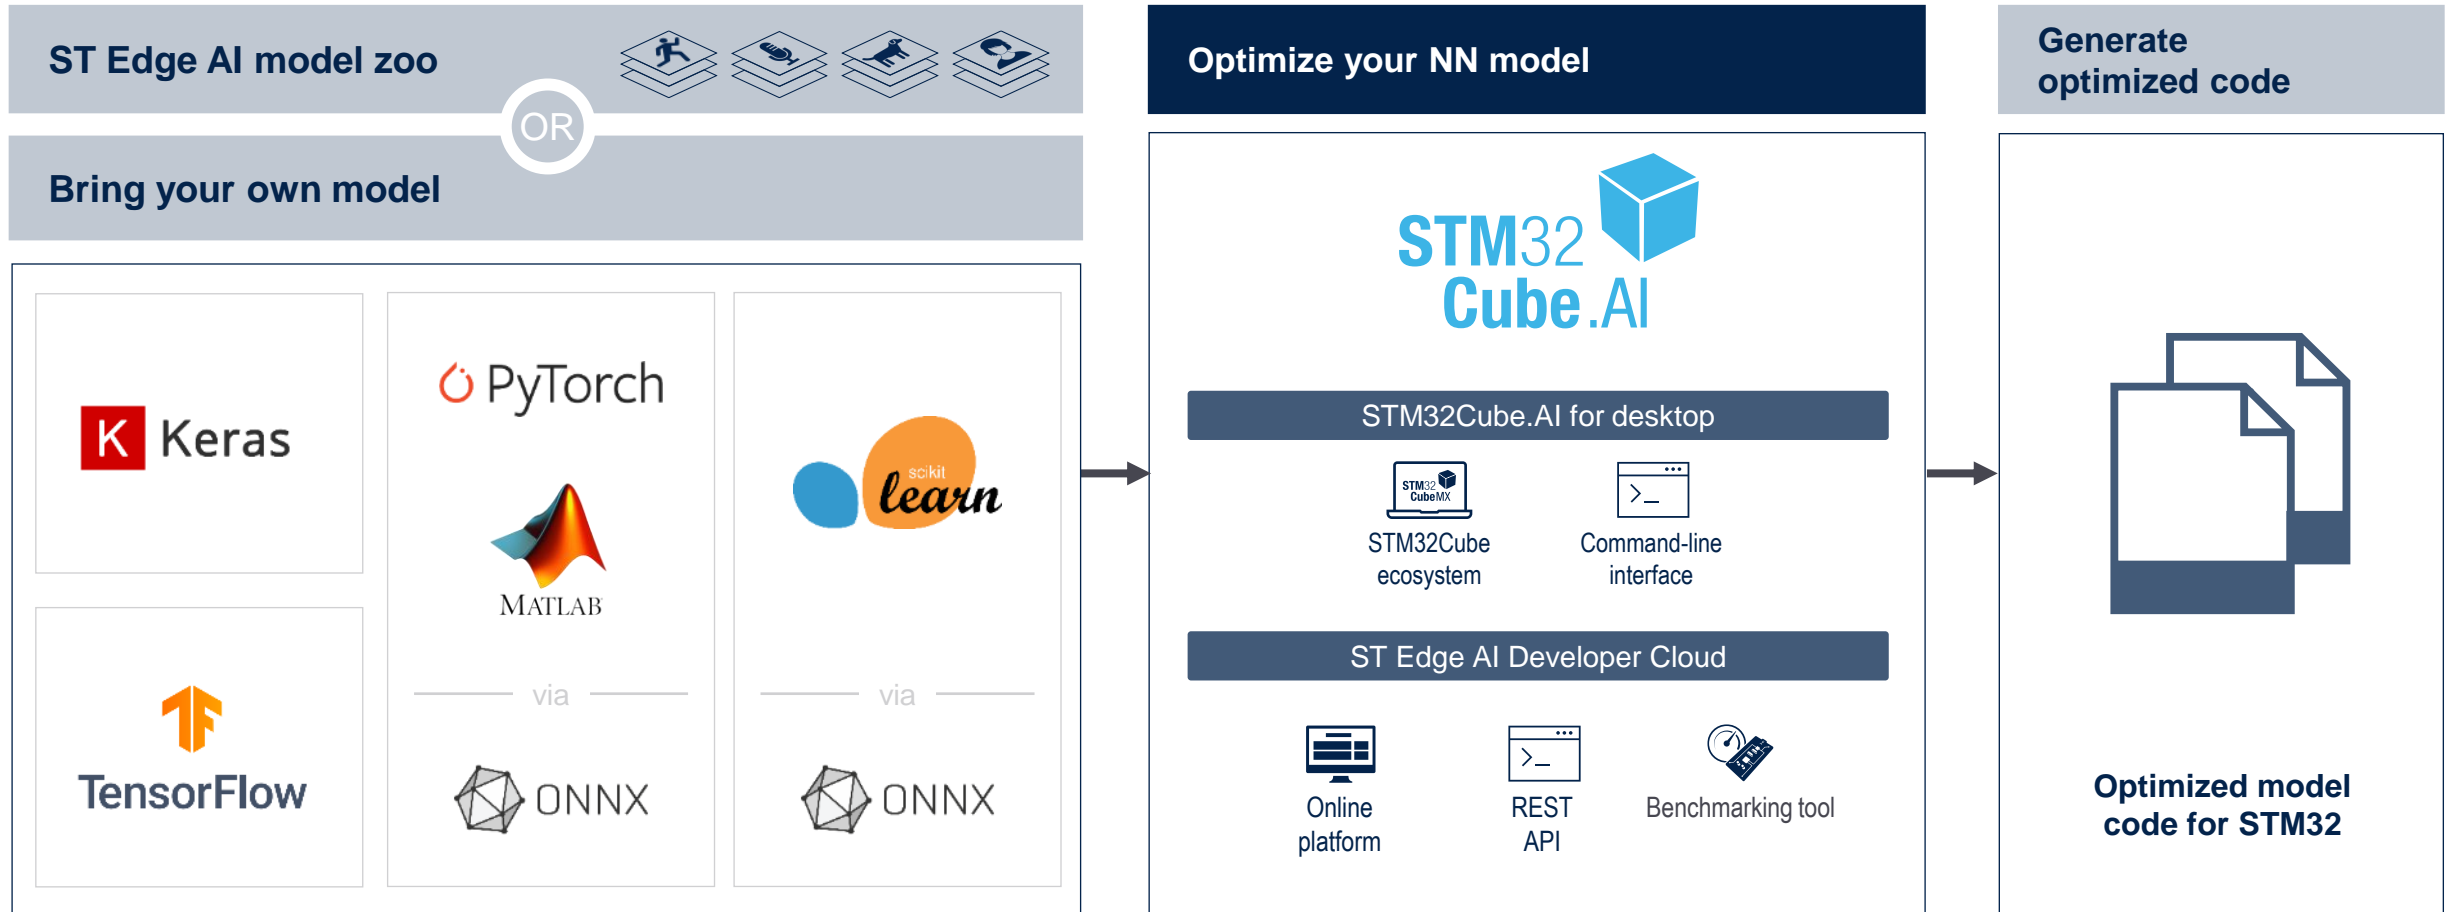 ST Edge AI model zoo
OR
Bring your own model
K Keras
TensorFlow
PyTorch
MATLAB
via
ONNX
scikit
learn
via
ONNX
Optimize your NN model
STM32
Cube.AI
STM32Cube.AI for desktop
STM32
CubeMX
STM32Cube
ecosystem
>_
Command-line
interface
ST Edge AI Developer Cloud
Online
platform
>_
REST
API
Benchmarking tool
Generate
optimized code
Optimized model
code for STM32